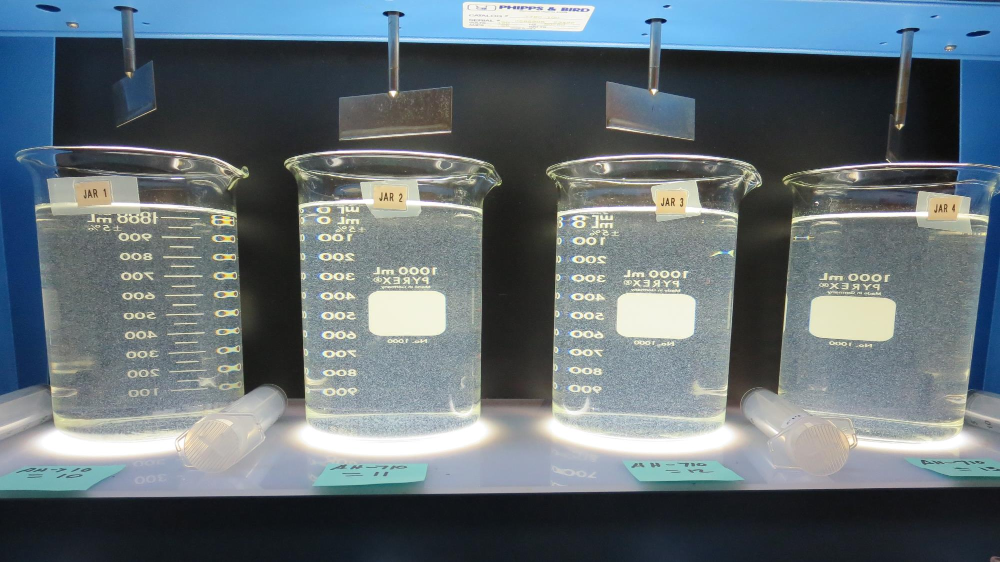 PHIPPS & BIRD
CATALOG #
SERIAL #
VOLTS 120 HZ
AMPS WATTS
JAR 1
JAR 2
JAR 3
JAR 4
1000 mL
±5%
900
800
700
600
500
400
300
200
100
mL
±5%
100
200
300
400
500
600
700
800
900
1000 mL
PYREX®
Made in Germany
No. 1000
mL
±5%
100
200
300
400
500
600
700
800
900
1000 mL
PYREX®
Made in Germany
No. 1000
1000 mL
PYREX®
Made in Germany
No. 1000
AH-710
= 10
AH-710
= 11
AH-710
= 12
AH-710
= 13